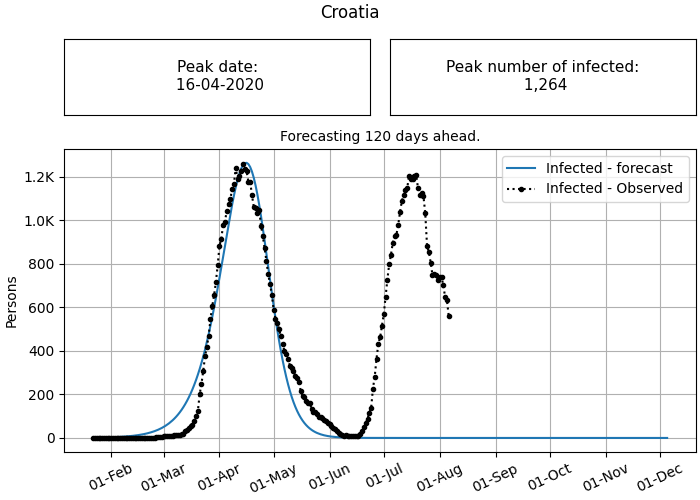 Croatia
Peak date:
16-04-2020
Peak number of infected:
1,264
Forecasting 120 days ahead.
Infected - forecast
Infected - Observed
Persons
1.2K
1.0K
800
600
400
200
0
01-Feb
01-Mar
01-Apr
01-May
01-Jun
01-Jul
01-Aug
01-Sep
01-Oct
01-Nov
01-Dec